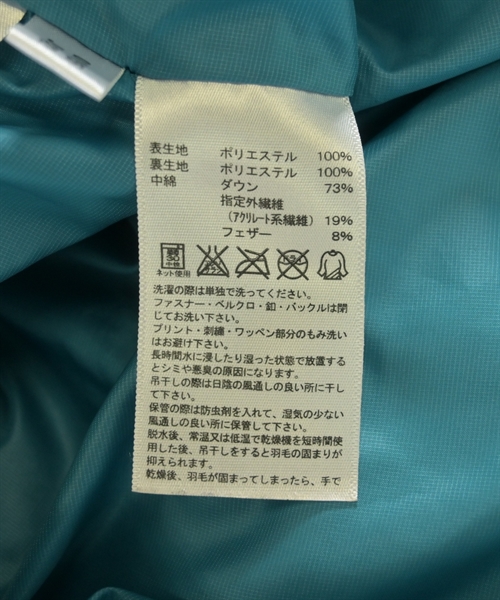 表生地 ポリエステル 100%
裏生地 ポリエステル 100%
中綿 ダウン 73%
指定外繊維
(アクリレート系繊維) 19%
フェザー 8%
ネット使用
洗濯の際は単独で洗ってください。
ファスナー・ベルクロ・釦・バックルは閉
じてお洗い下さい。
プリント・刺繍・ワッペン部分のもみ洗い
はお避け下さい。
長時間水に浸したり湿った状態で放置する
とシミや悪臭の原因になります。
吊干しの際は日陰の風通しの良い所に干し
て下さい。
保管の際は防虫剤を入れて、湿気の少ない
風通しの良い所に保管して下さい。
脱水後、常温又は低温で乾燥機を短時間使
用した後、吊干しをすると羽毛の固まりが
抑えられます。
乾燥後、羽毛が固まってしまったら、手で